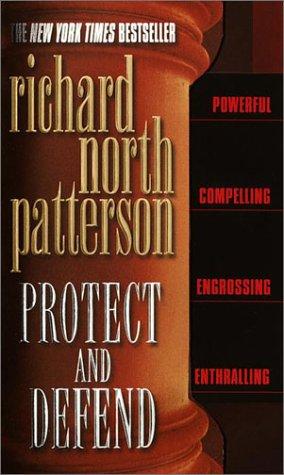 THE NEW YORK TIMES BESTSELLER
richard
north
patterson
PROTECT
AND
DEFEND
POWERFUL
COMPELLING
ENGROSSING
ENTHRALLING